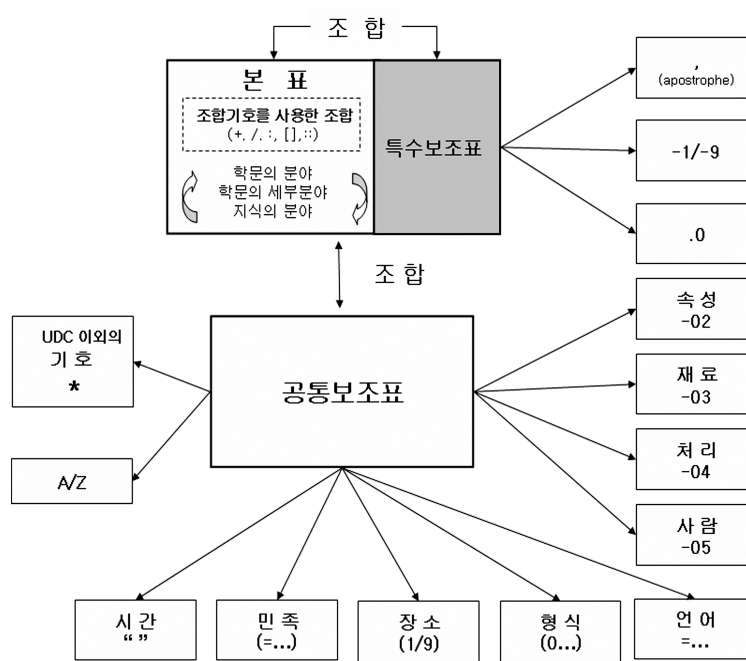 조 합
본 표
조합기호를 사용한 조합
(+, /, :, [],::)
학문의 분야
학문의 세부분야
지식의 분야
특수보조표
,
(apostrophe)
-1/-9
.0
조 합
공통보조표
속 성
-02
재 료
-03
처 리
-04
사 람
-05
UDC 이외의
기 호
*
A/Z
시 간
“ ”
민 족
(=...)
장 소
(1/9)
형 식
(0...)
언 어
=...